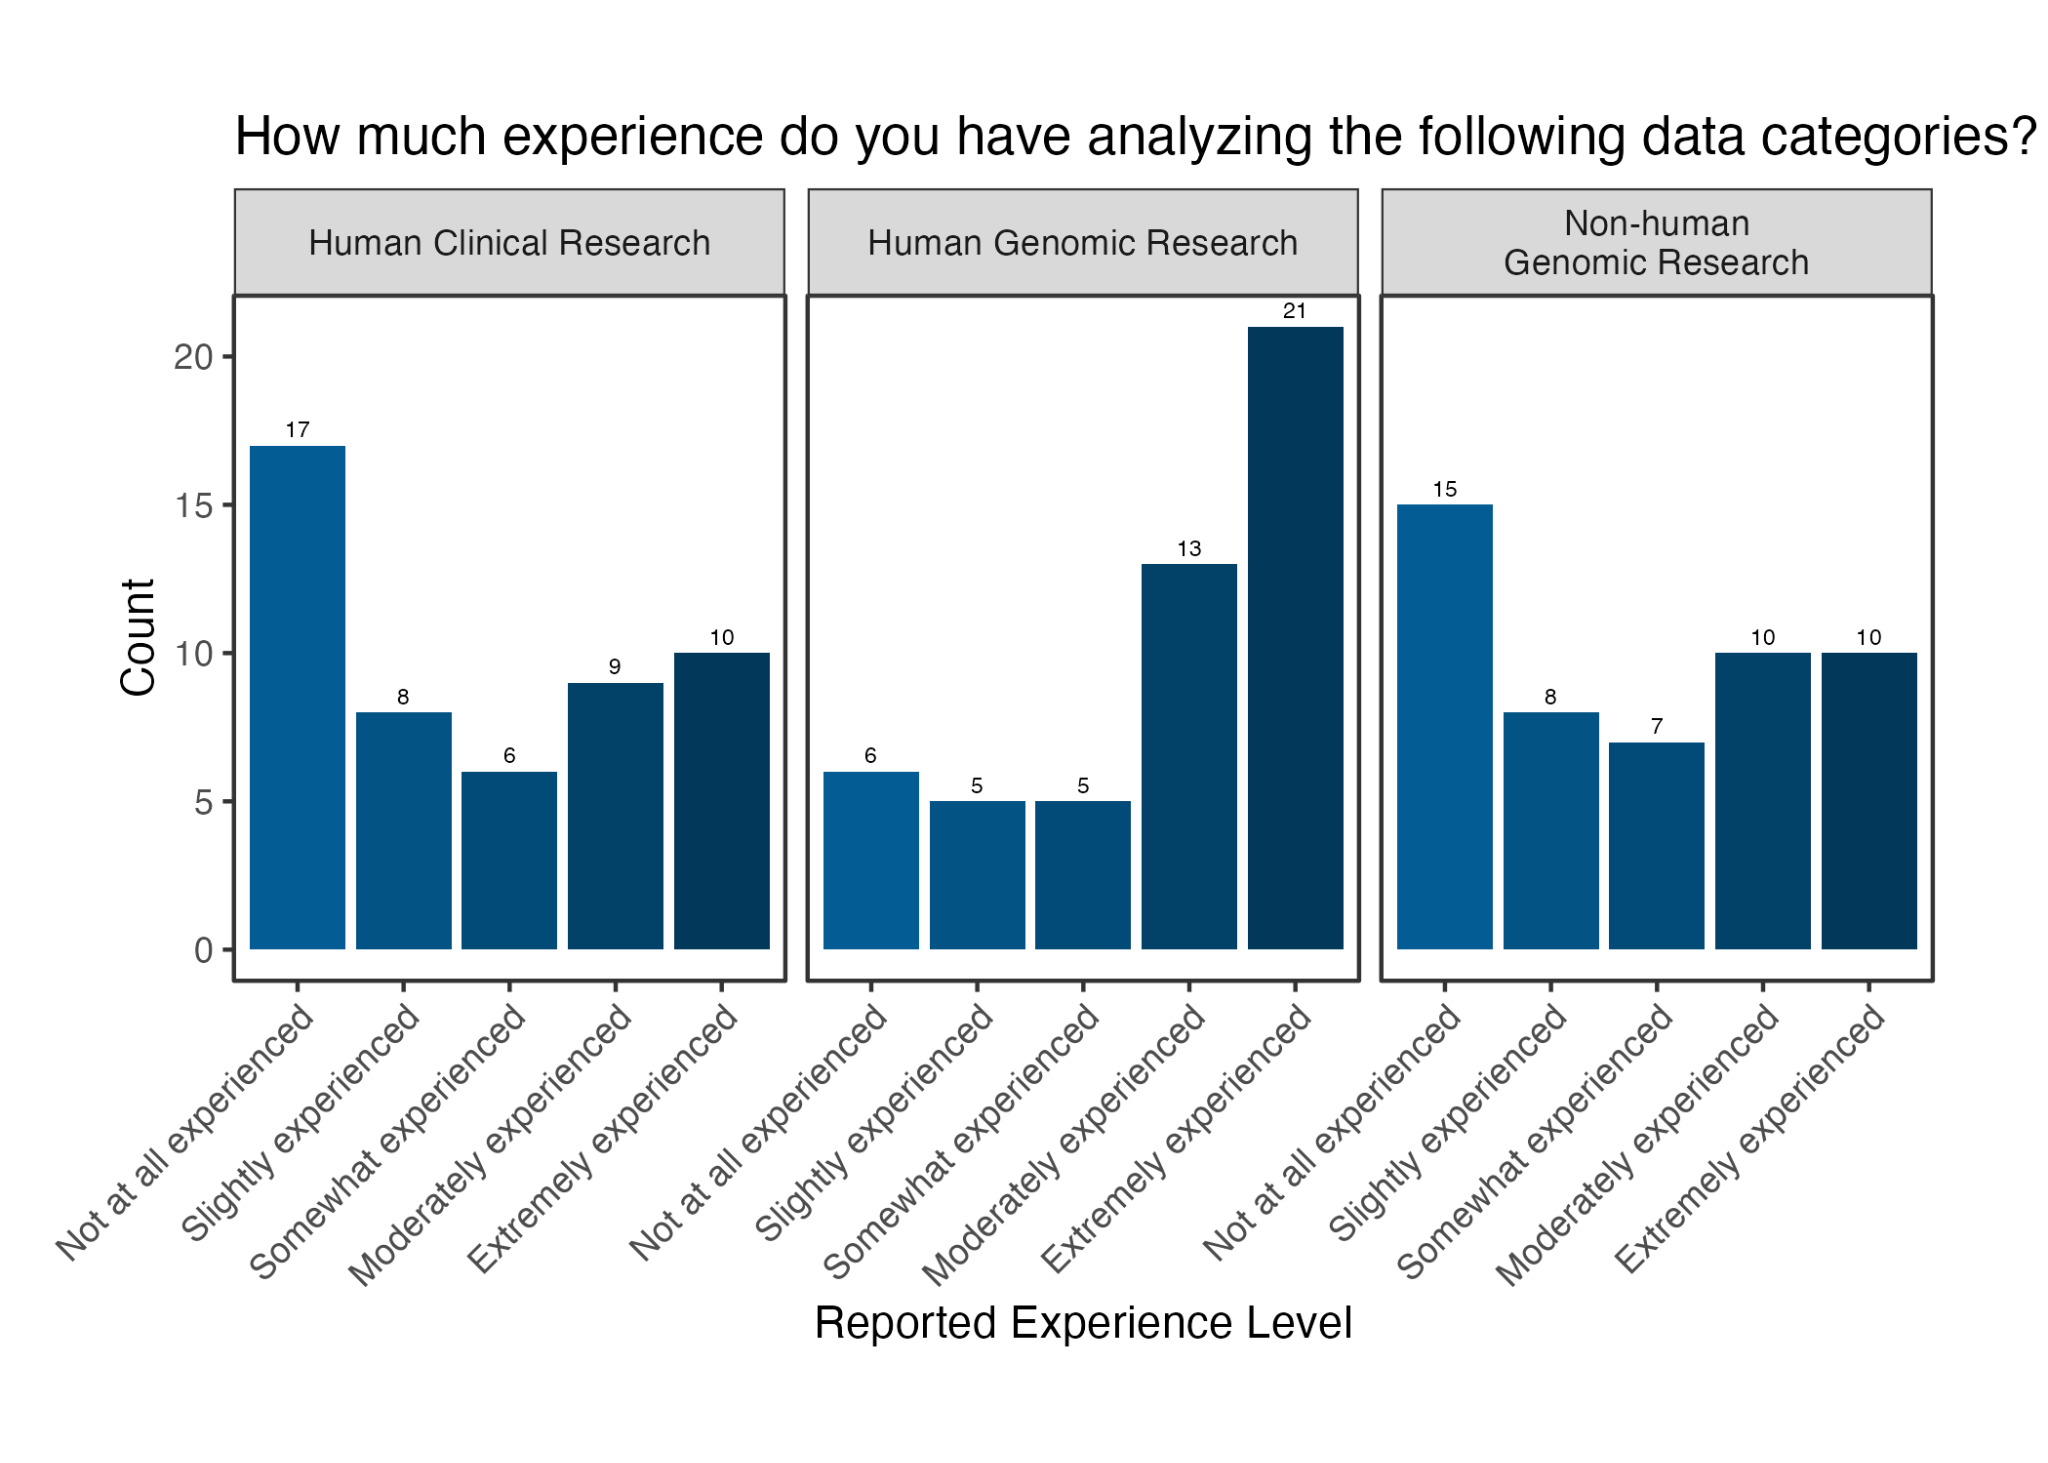 How much experience do you have analyzing the following data categories?
Human Clinical Research
Human Genomic Research
Non-human
Genomic Research
Count
20
15
10
5
0
17
8
6
9
10
6
5
5
13
21
15
8
7
10
10
Not at all experienced
Slightly experienced
Somewhat experienced
Moderately experienced
Extremely experienced
Not at all experienced
Slightly experienced
Somewhat experienced
Moderately experienced
Extremely experienced
Not at all experienced
Slightly experienced
Somewhat experienced
Moderately experienced
Extremely experienced
Reported Experience Level